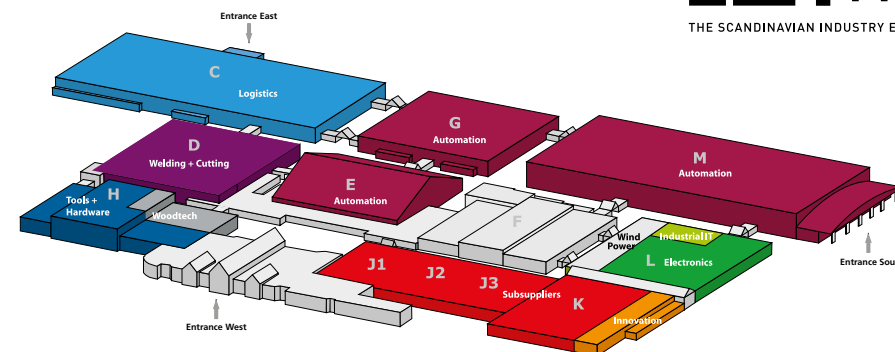 THE SCANDINAVIAN INDUSTRY E
Entrance East
C
Logistics
G
Automation
D
Welding + Cutting
M
Automation
E
Automation
H
Tools +
Hardware
Woodtech
F
Wind
Power
IndustrialIT
L
Electronics
J1
J2
J3
Subsuppliers
K
Innovation
Entrance Sou
Entrance West